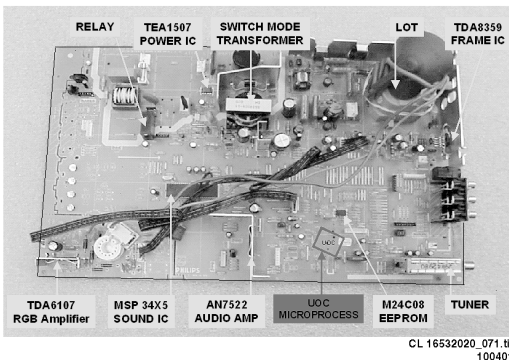 RELAY
TEA1507
POWER IC
SWITCH MODE
TRANSFORMER
LOT
TDA8359
FRAME IC
UOC
PHILIPS
TDA6107
RGB Amplifier
MSP 34X5
SOUND IC
AN7522
AUDIO AMP
UOC
MICROPROCESS
M24C08
EEPROM
TUNER
CL 16532020_071.ti